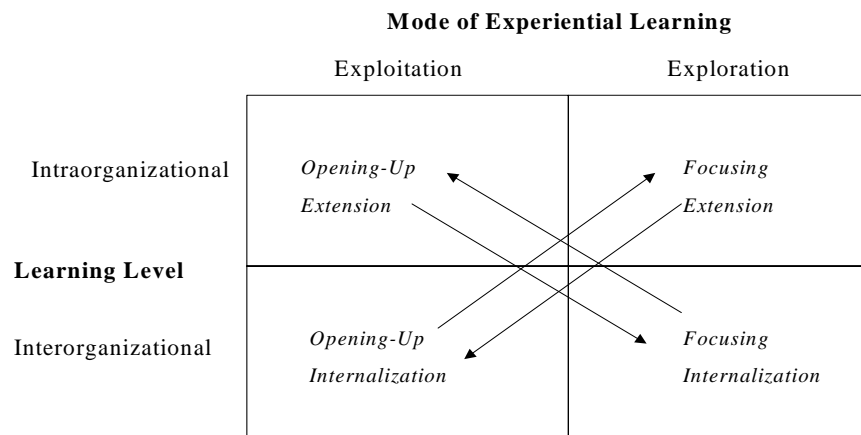 Mode of Experiential Learning
Exploitation Exploration
Intraorganizational Opening-Up Focusing
Extension Extension
Learning Level
Interorganizational Opening-Up Focusing
Internalization Internalization